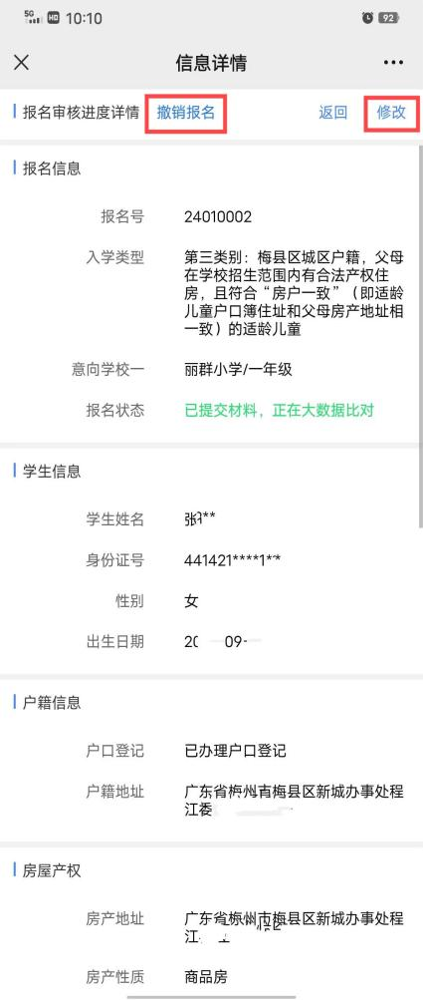 5G HD 10:10 92
信息详情
报名审核进度详情 撤销报名 返回 修改
报名信息
报名号 24010002
入学类型 第三类别：梅县区城区户籍，父母
在学校招生范围内有合法产权住
房，且符合“房户一致”（即适龄
儿童户口簿住址和父母房产地址相
一致）的适龄儿童
意向学校一 丽群小学/一年级
报名状态 已提交材料，正在大数据比对
学生信息
学生姓名 张**
身份证号 441421****1**
性别 女
出生日期 20 09-
户籍信息
户口登记 已办理户口登记
户籍地址 广东省梅州市梅县区新城办事处程
江委
房屋产权
房产地址 广东省梅州市梅县区新城办事处程
江
房产性质 商品房